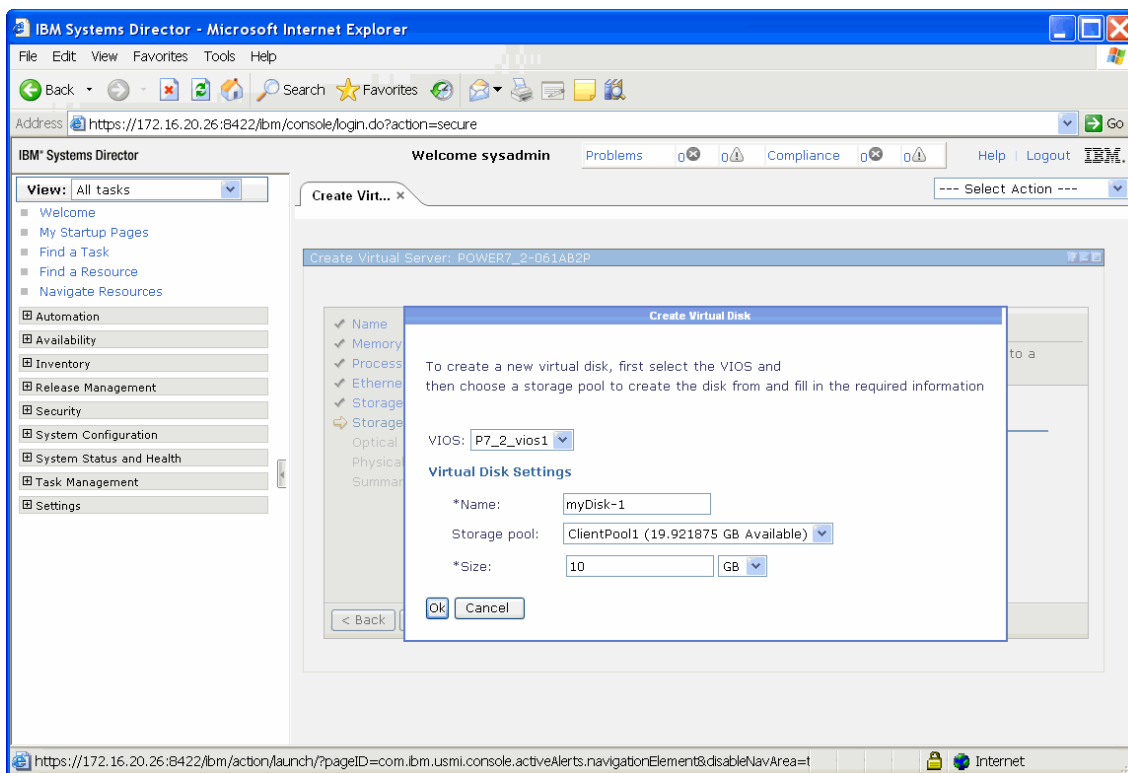 IBM Systems Director - Microsoft Internet Explorer
File Edit View Favorites Tools Help
Back Search Favorites
Address https://172.16.20.26:8422/ibm/console/login.do?action=secure Go
IBM® Systems Director Welcome sysadmin Problems 0 0 Compliance 0 0 Help Logout IBM.
View: All tasks
Create Virt... --- Select Action ---
Welcome
My Startup Pages
Find a Task
Find a Resource
Navigate Resources
Automation
Availability
Inventory
Release Management
Security
System Configuration
System Status and Health
Task Management
Settings
Create Virtual Server: POWER7_2-061AB2P
Name
Memory
Process
Etherne
Storage
Storage
Optical
Physical
Summar
to a
< Back
Create Virtual Disk
To create a new virtual disk, first select the VIOS and
then choose a storage pool to create the disk from and fill in the required information
VIOS: P7_2_vios1
Virtual Disk Settings
*Name: myDisk-1
Storage pool: ClientPool1 (19.921875 GB Available)
*Size: 10 GB
Ok Cancel
https://172.16.20.26:8422/ibm/action/launch/?pageID=com.ibm.usmi.console.activeAlerts.navigationElement&disableNavArea=t Internet